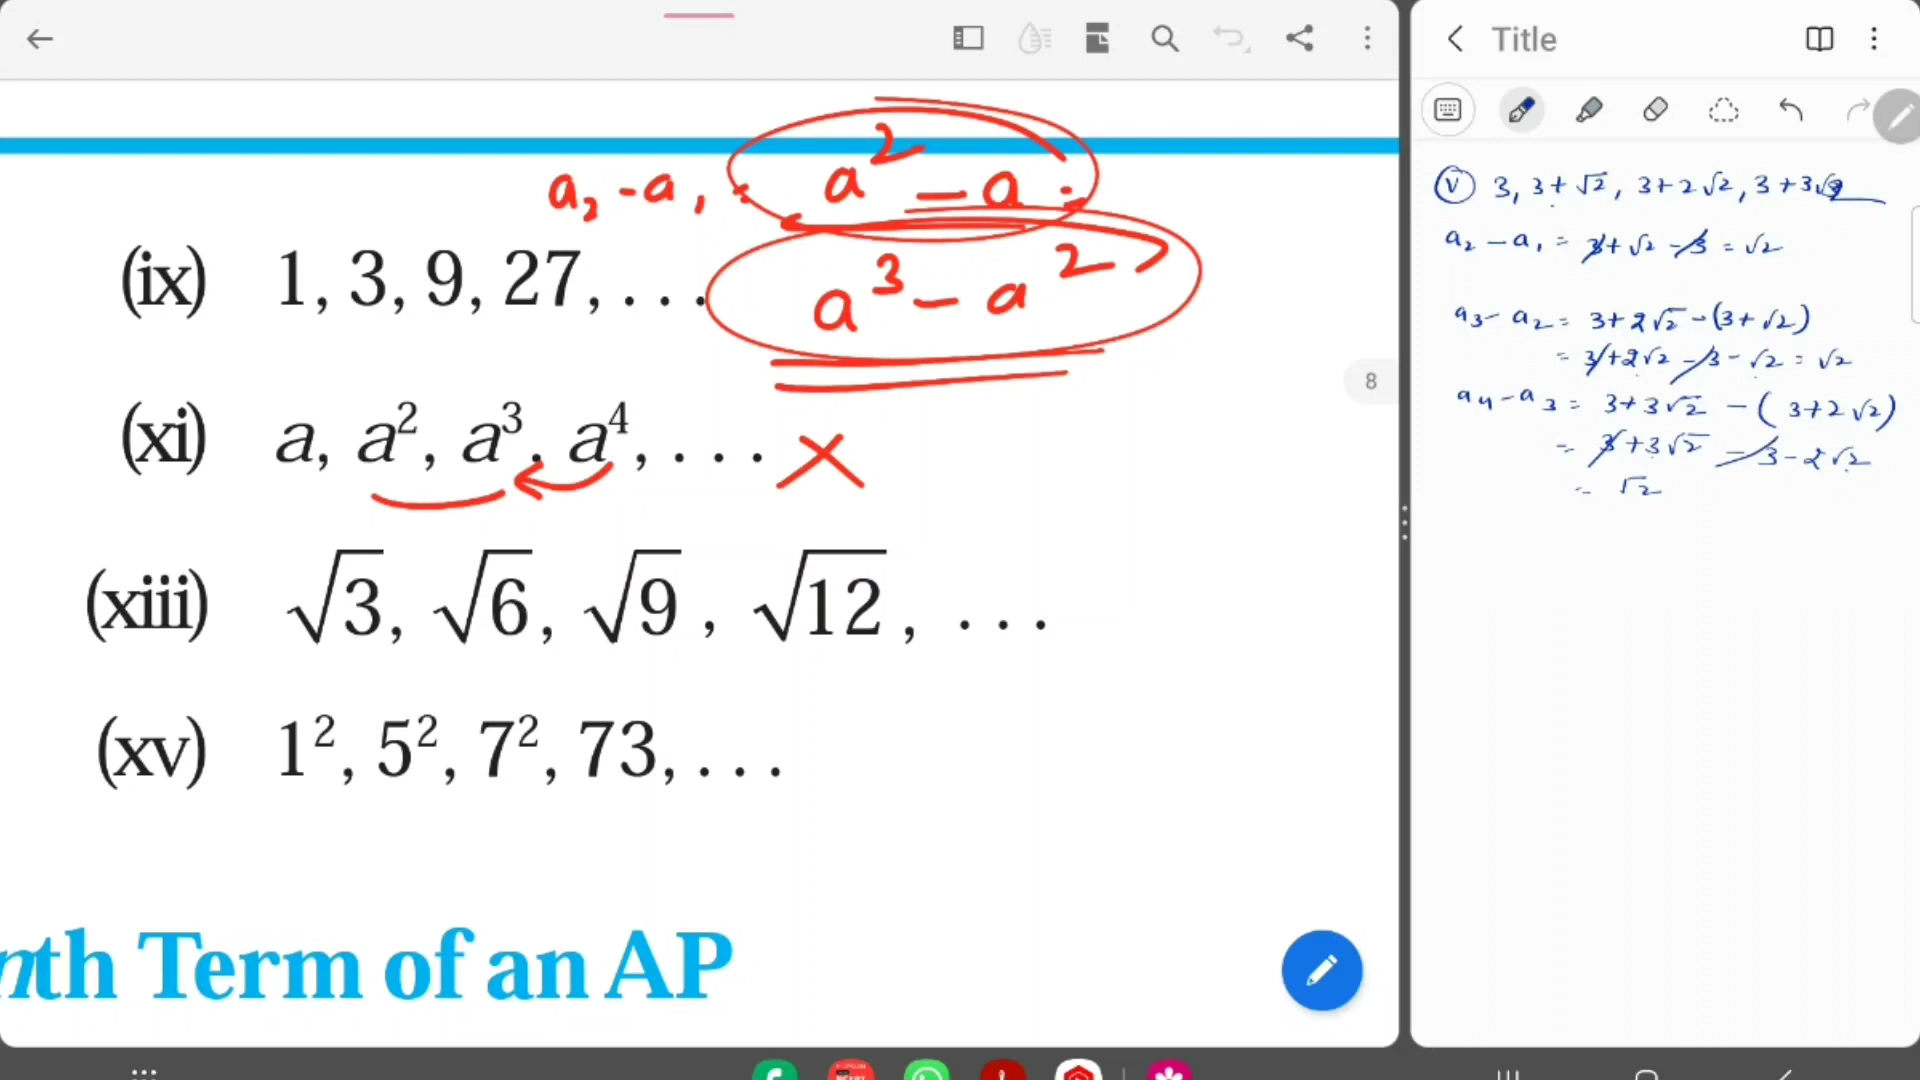 a₂ - a₁ = a² - a =
(ix) 1, 3, 9, 27, . . .
a³ - a²
(xi) a, a², a³, a⁴, . . . ×
(xiii) √3, √6, √9 , √12 , . . .
(xv) 1², 5², 7², 73, . . .
nth Term of an AP
8
Title
(v) 3, 3 + √2, 3 + 2√2, 3 + 3√2
a₂ - a₁ = 3 + √2 - 3 = √2
a₃ - a₂ = 3 + 2√2 - (3 + √2)
= 3 + 2√2 - 3 - √2 = √2
a₄ - a₃ = 3 + 3√2 - (3 + 2√2)
= 3 + 3√2 - 3 - 2√2
= √2